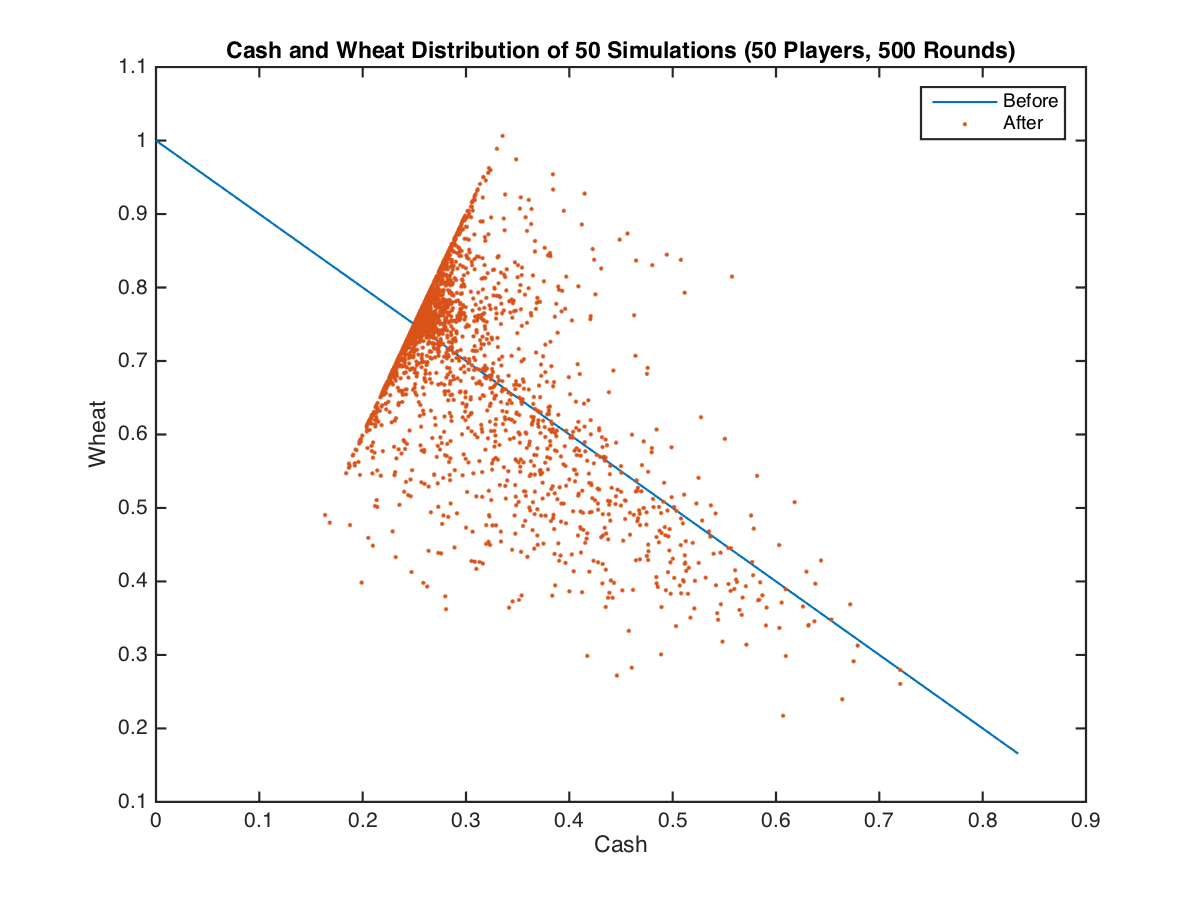 Cash and Wheat Distribution of 50 Simulations (50 Players, 500 Rounds)
1.1
1
0.9
0.8
0.7
0.6
0.5
0.4
0.3
0.2
0.1
Wheat
Before
After
0 0.1 0.2 0.3 0.4 0.5 0.6 0.7 0.8 0.9
Cash